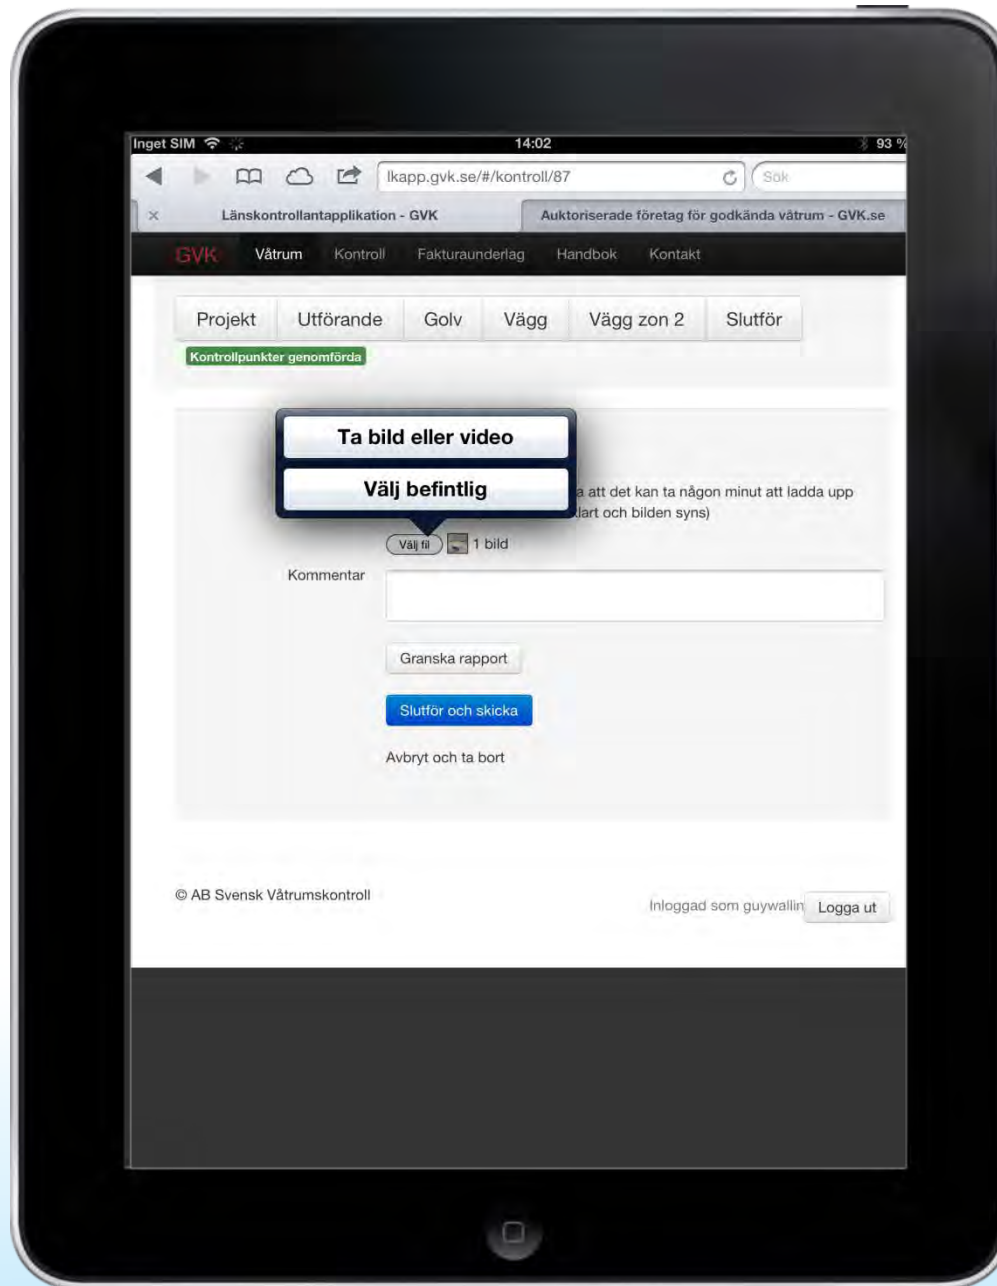 Inget SIM 14:02 93 %
lkapp.gvk.se/#/kontroll/87 Sök
Länskontrollantapplikation - GVK Auktoriserade företag för godkända våtrum - GVK.se
GVK Våtrum Kontroll Fakturaunderlag Handbok Kontakt
Projekt Utförande Golv Vägg Vägg zon 2 Slutför
Kontrollpunkter genomförda
Ta bild eller video
Välj befintlig
att det kan ta någon minut att ladda upp
och bilden syns)
Välj fil 1 bild
Kommentar
Granska rapport
Slutför och skicka
Avbryt och ta bort
© AB Svensk Våtrumskontroll
Inloggad som guywallin Logga ut